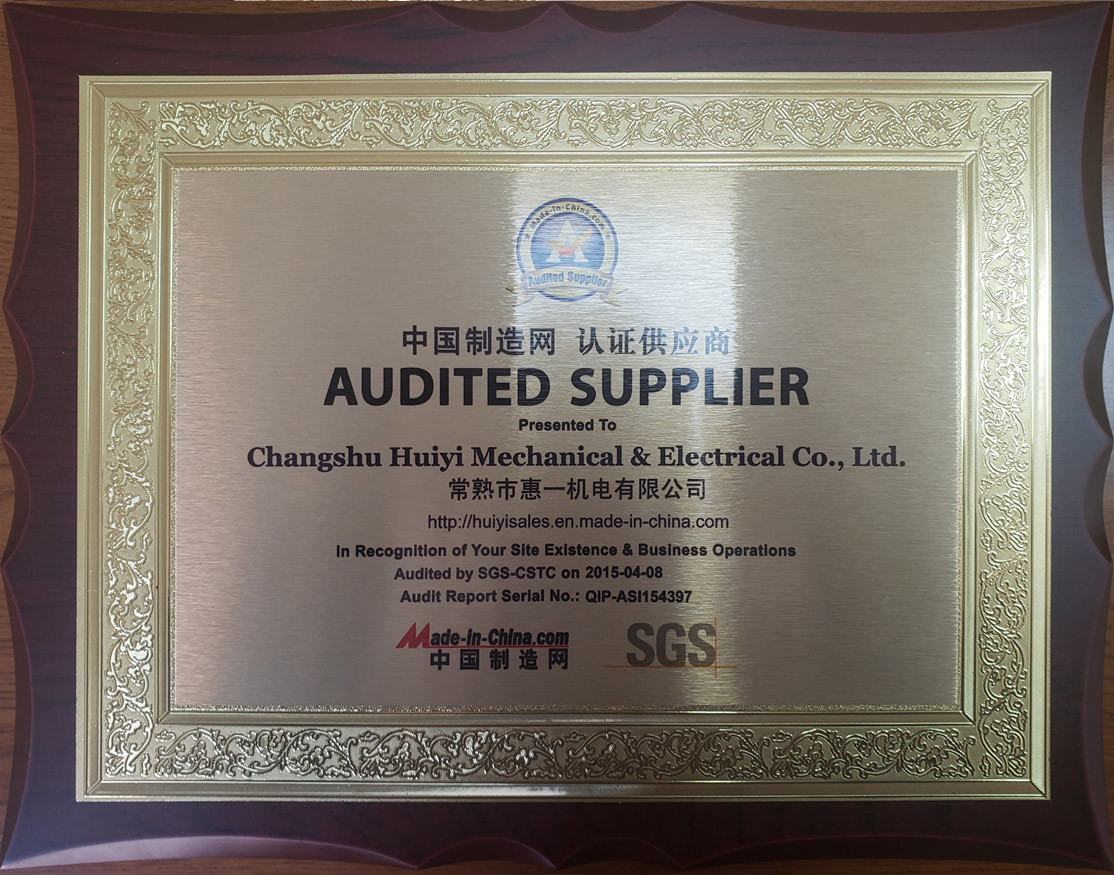 Made-in-China.com
Audited Supplier
中国制造网 认证供应商
AUDITED SUPPLIER
Presented To
Changshu Huiyi Mechanical & Electrical Co., Ltd.
常熟市惠一机电有限公司
http://huiyisales.en.made-in-china.com
In Recognition of Your Site Existence & Business Operations
Audited by SGS-CSTC on 2015-04-08
Audit Report Serial No.: QIP-ASI154397
Made-in-China.com
中国制造网
SGS